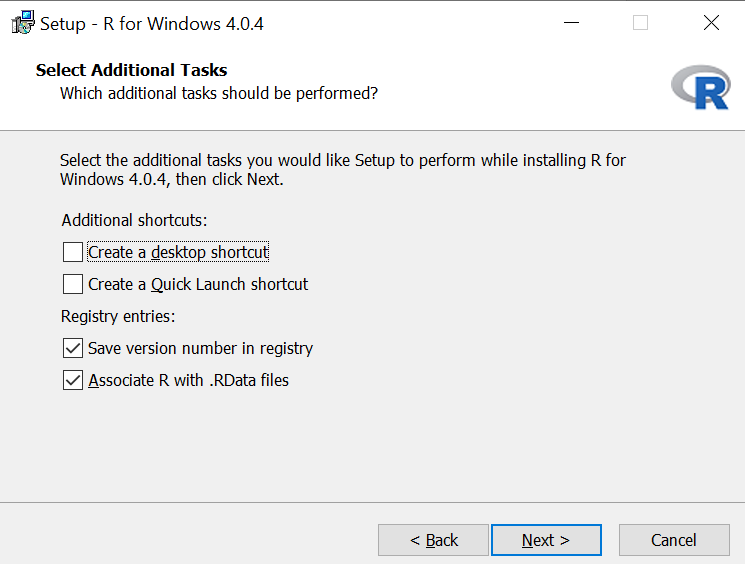 Setup - R for Windows 4.0.4
Select Additional Tasks
Which additional tasks should be performed?
R
Select the additional tasks you would like Setup to perform while installing R for
Windows 4.0.4, then click Next.
Additional shortcuts:
Create a desktop shortcut
Create a Quick Launch shortcut
Registry entries:
Save version number in registry
Associate R with .RData files
< Back
Next >
Cancel